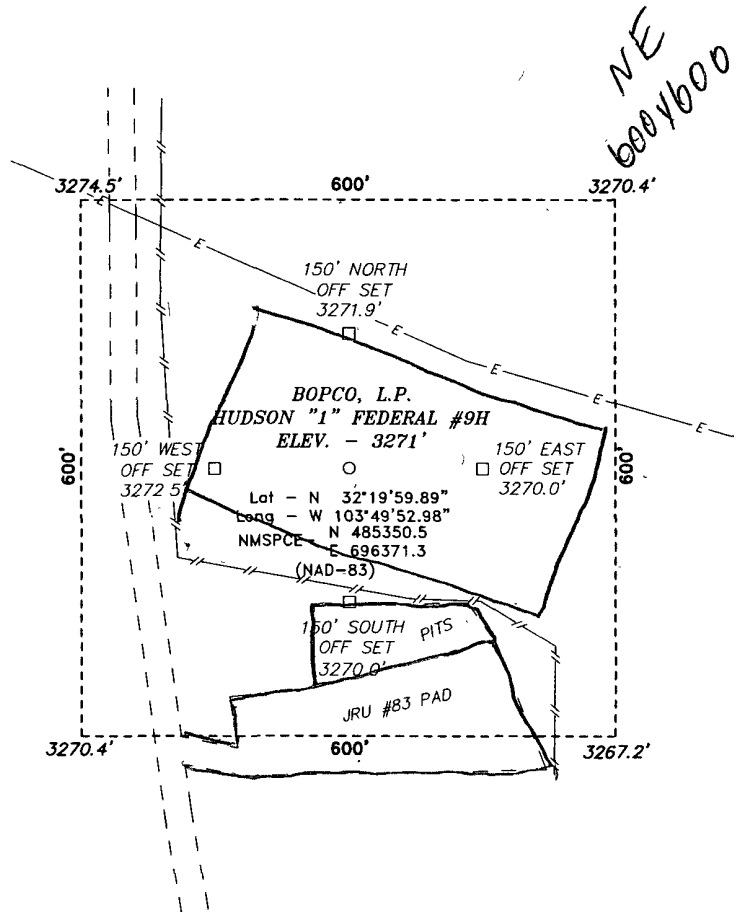 NE
600x600
3274.5'
600'
3270.4'
E
E
150' NORTH
OFF SET
3271.9'
E
E
E
E
BOPCO, L.P.
HUDSON "1" FEDERAL #9H
ELEV. - 3271'
600'
150' WEST
OFF SET
3272.5'
150' EAST
OFF SET
3270.0'
600'
Lat - N 32°19'59.89"
Long - W 103°49'52.98"
NMSPCE- N 485350.5
E 696371.3
(NAD-83)
150' SOUTH
OFF SET
3270.0'
PITS
JRU #83 PAD
3270.4'
600'
3267.2'